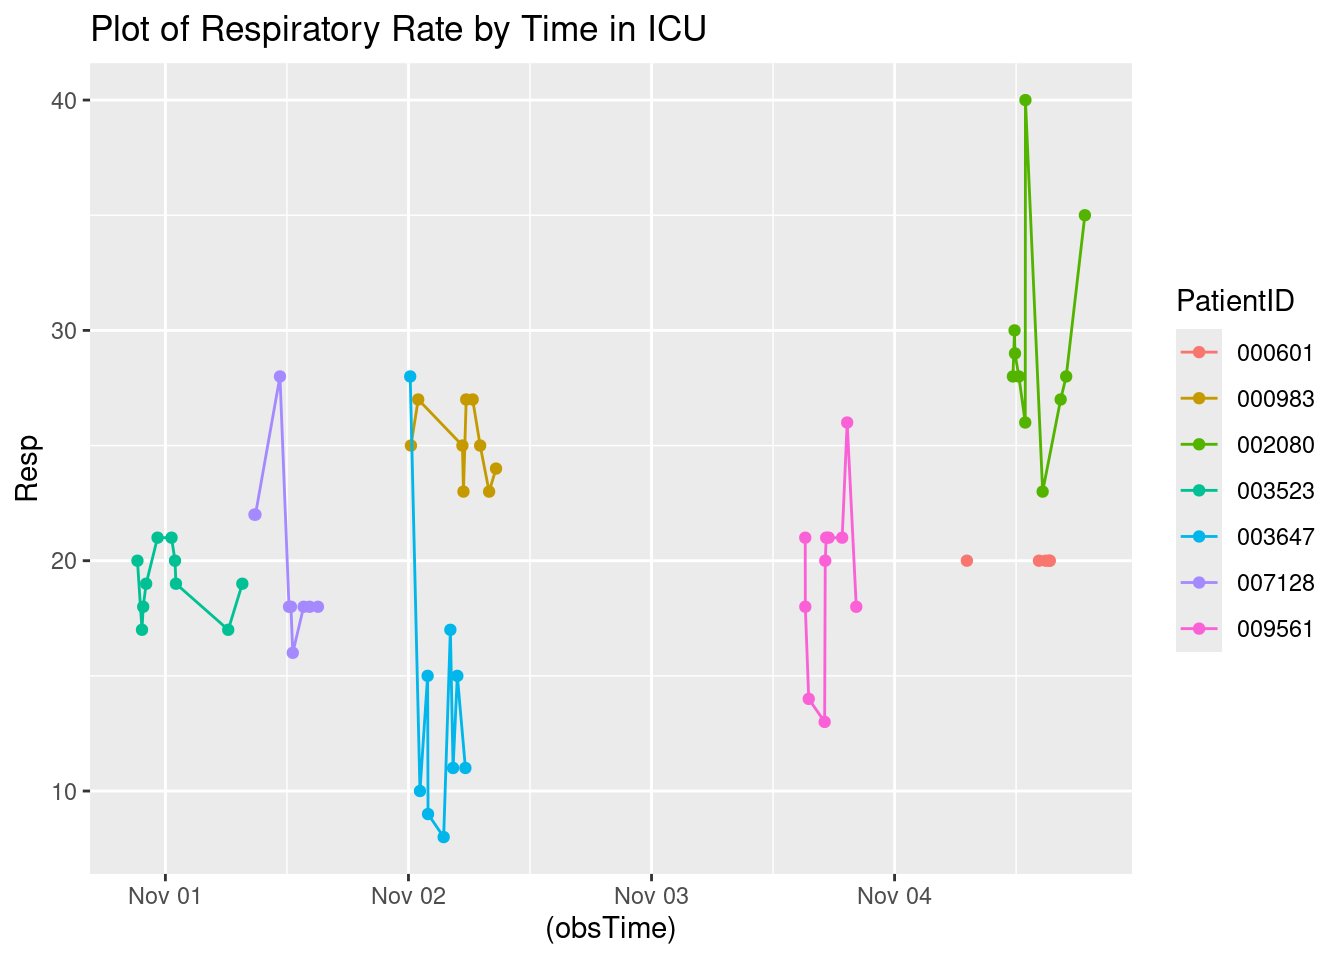 Plot of Respiratory Rate by Time in ICU
40
30
20
10
Resp
Nov 01
Nov 02
Nov 03
Nov 04
(obsTime)
PatientID
000601
000983
002080
003523
003647
007128
009561